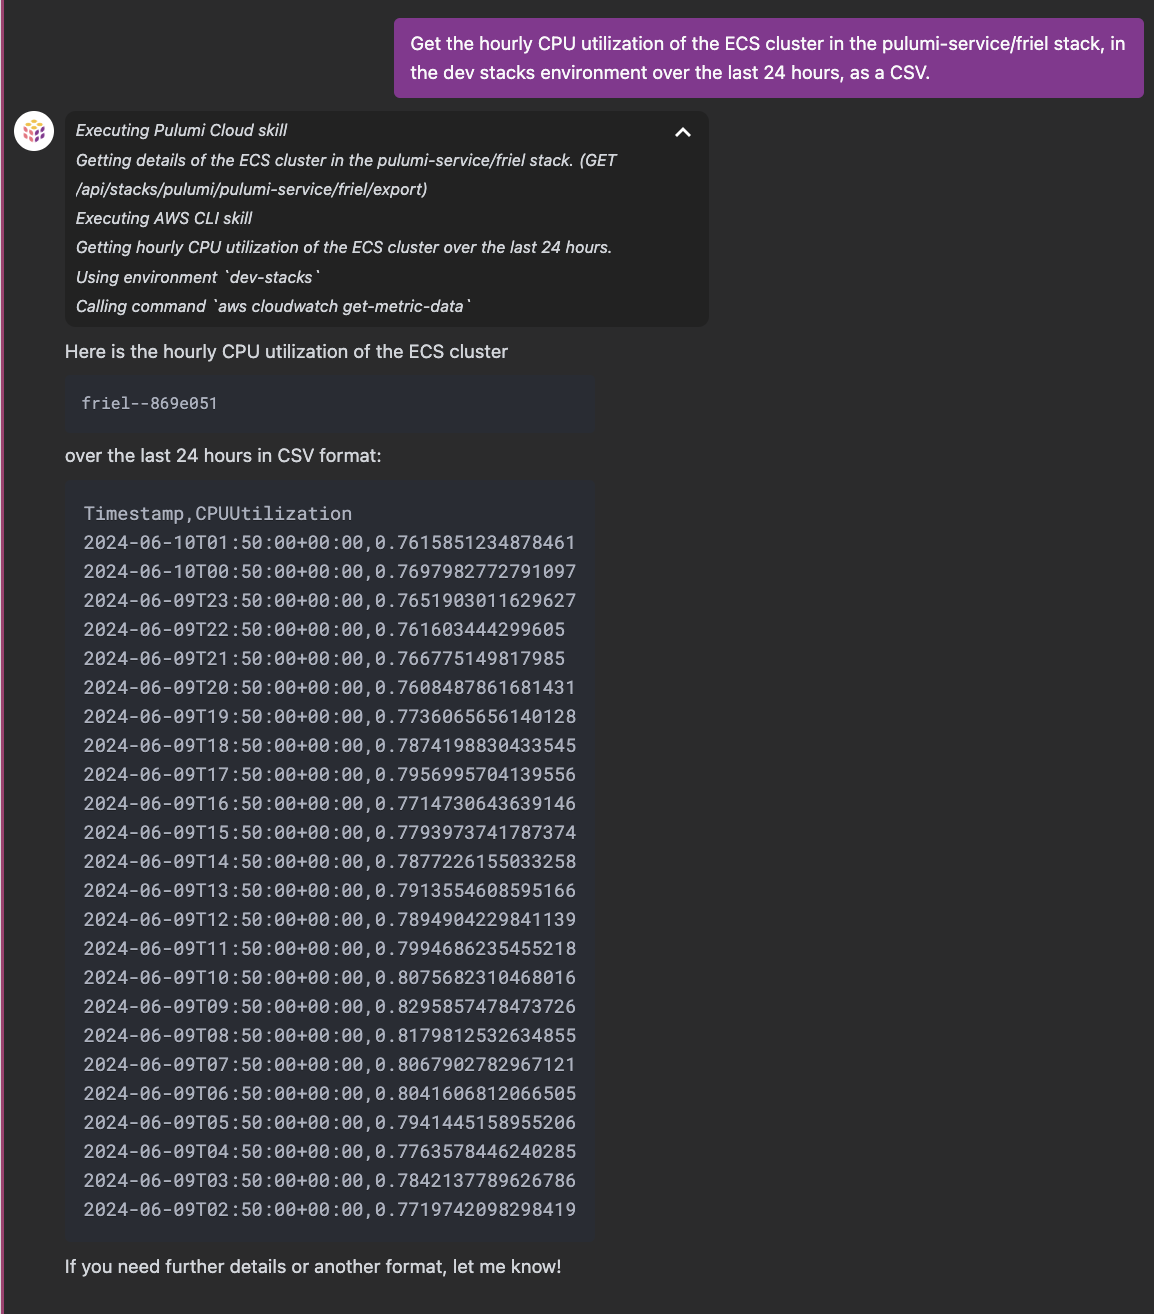 Get the hourly CPU utilization of the ECS cluster in the pulumi-service/friel stack, in
the dev stacks environment over the last 24 hours, as a CSV.
Executing Pulumi Cloud skill
Getting details of the ECS cluster in the pulumi-service/friel stack. (GET
/api/stacks/pulumi/pulumi-service/friel/export)
Executing AWS CLI skill
Getting hourly CPU utilization of the ECS cluster over the last 24 hours.
Using environment `dev-stacks`
Calling command `aws cloudwatch get-metric-data`
Here is the hourly CPU utilization of the ECS cluster
friel--869e051
over the last 24 hours in CSV format:
Timestamp,CPUUtilization
2024-06-10T01:50:00+00:00,0.7615851234878461
2024-06-10T00:50:00+00:00,0.7697982772791097
2024-06-09T23:50:00+00:00,0.7651903011629627
2024-06-09T22:50:00+00:00,0.761603444299605
2024-06-09T21:50:00+00:00,0.766775149817985
2024-06-09T20:50:00+00:00,0.7608487861681431
2024-06-09T19:50:00+00:00,0.7736065656140128
2024-06-09T18:50:00+00:00,0.7874198830433545
2024-06-09T17:50:00+00:00,0.7956995704139556
2024-06-09T16:50:00+00:00,0.7714730643639146
2024-06-09T15:50:00+00:00,0.7793973741787374
2024-06-09T14:50:00+00:00,0.7877226155033258
2024-06-09T13:50:00+00:00,0.7913554608595166
2024-06-09T12:50:00+00:00,0.7894904229841139
2024-06-09T11:50:00+00:00,0.7994686235455218
2024-06-09T10:50:00+00:00,0.8075682310468016
2024-06-09T09:50:00+00:00,0.8295857478473726
2024-06-09T08:50:00+00:00,0.8179812532634855
2024-06-09T07:50:00+00:00,0.8067902782967121
2024-06-09T06:50:00+00:00,0.8041606812066505
2024-06-09T05:50:00+00:00,0.7941445158955206
2024-06-09T04:50:00+00:00,0.7763578446240285
2024-06-09T03:50:00+00:00,0.7842137789626786
2024-06-09T02:50:00+00:00,0.7719742098298419
If you need further details or another format, let me know!